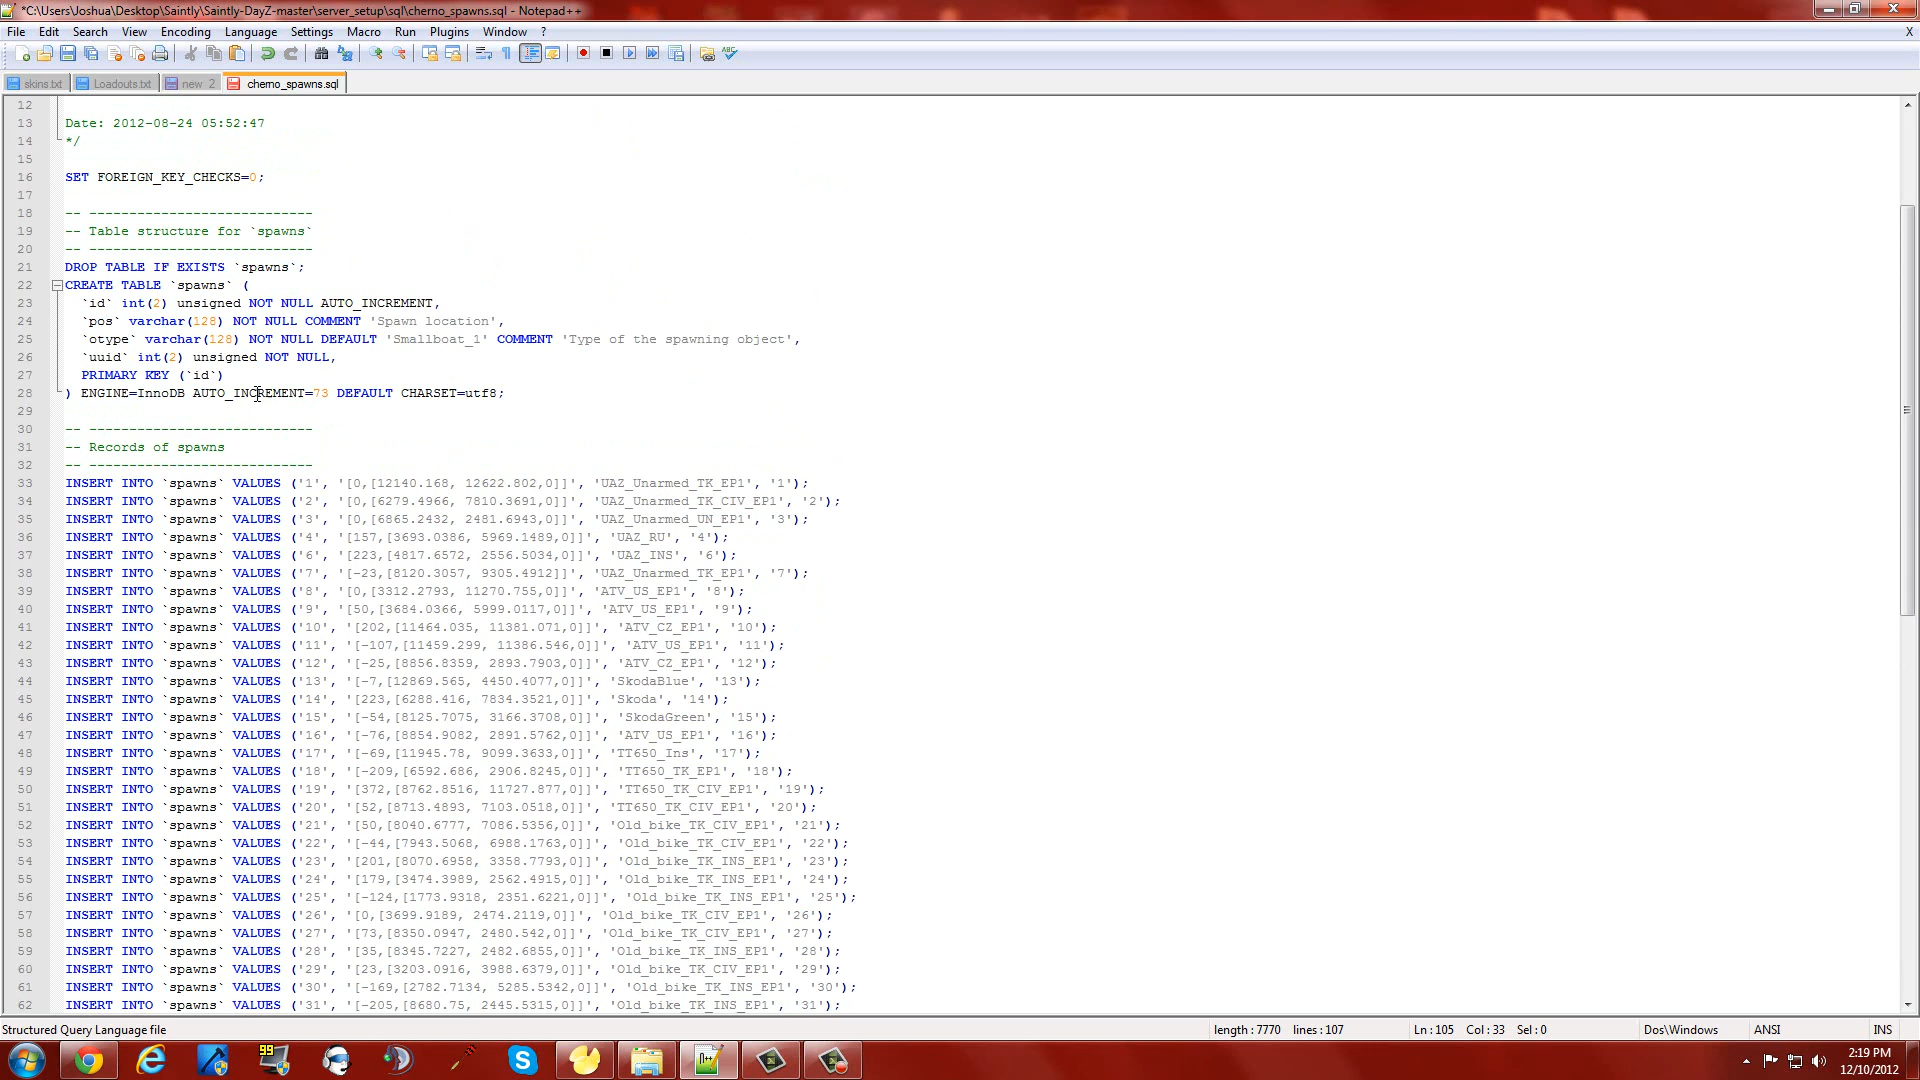 *C:\Users\Joshua\Desktop\Saintly\Saintly-DayZ-master\server_setup\sql\cherno_spawns.sql - Notepad++
File Edit Search View Encoding Language Settings Macro Run Plugins Window ? X
skins.txt Loadouts.txt new 2 cherno_spawns.sql
12
13 Date: 2012-08-24 05:52:47
14 */
15
16 SET FOREIGN_KEY_CHECKS=0;
17
18 -- ----------------------------
19 -- Table structure for `spawns`
20 -- ----------------------------
21 DROP TABLE IF EXISTS `spawns`;
22 CREATE TABLE `spawns` (
23 `id` int(2) unsigned NOT NULL AUTO_INCREMENT,
24 `pos` varchar(128) NOT NULL COMMENT 'Spawn location',
25 `otype` varchar(128) NOT NULL DEFAULT 'Smallboat_1' COMMENT 'Type of the spawning object',
26 `uuid` int(2) unsigned NOT NULL,
27 PRIMARY KEY (`id`)
28 ) ENGINE=InnoDB AUTO_INCREMENT=73 DEFAULT CHARSET=utf8;
29
30 -- ----------------------------
31 -- Records of spawns
32 -- ----------------------------
33 INSERT INTO `spawns` VALUES ('1', '[0,[12140.168, 12622.802,0]]', 'UAZ_Unarmed_TK_EP1', '1');
34 INSERT INTO `spawns` VALUES ('2', '[0,[6279.4966, 7810.3691,0]]', 'UAZ_Unarmed_TK_CIV_EP1', '2');
35 INSERT INTO `spawns` VALUES ('3', '[0,[6865.2432, 2481.6943,0]]', 'UAZ_Unarmed_UN_EP1', '3');
36 INSERT INTO `spawns` VALUES ('4', '[157,[3693.0386, 5969.1489,0]]', 'UAZ_RU', '4');
37 INSERT INTO `spawns` VALUES ('6', '[223,[4817.6572, 2556.5034,0]]', 'UAZ_INS', '6');
38 INSERT INTO `spawns` VALUES ('7', '[-23,[8120.3057, 9305.4912]]', 'UAZ_Unarmed_TK_EP1', '7');
39 INSERT INTO `spawns` VALUES ('8', '[0,[3312.2793, 11270.755,0]]', 'ATV_US_EP1', '8');
40 INSERT INTO `spawns` VALUES ('9', '[50,[3684.0366, 5999.0117,0]]', 'ATV_US_EP1', '9');
41 INSERT INTO `spawns` VALUES ('10', '[202,[11464.035, 11381.071,0]]', 'ATV_CZ_EP1', '10');
42 INSERT INTO `spawns` VALUES ('11', '[-107,[11459.299, 11386.546,0]]', 'ATV_US_EP1', '11');
43 INSERT INTO `spawns` VALUES ('12', '[-25,[8856.8359, 2893.7903,0]]', 'ATV_CZ_EP1', '12');
44 INSERT INTO `spawns` VALUES ('13', '[-7,[12869.565, 4450.4077,0]]', 'SkodaBlue', '13');
45 INSERT INTO `spawns` VALUES ('14', '[223,[6288.416, 7834.3521,0]]', 'Skoda', '14');
46 INSERT INTO `spawns` VALUES ('15', '[-54,[8125.7075, 3166.3708,0]]', 'SkodaGreen', '15');
47 INSERT INTO `spawns` VALUES ('16', '[-76,[8854.9082, 2891.5762,0]]', 'ATV_US_EP1', '16');
48 INSERT INTO `spawns` VALUES ('17', '[-69,[11945.78, 9099.3633,0]]', 'TT650_Ins', '17');
49 INSERT INTO `spawns` VALUES ('18', '[-209,[6592.686, 2906.8245,0]]', 'TT650_TK_EP1', '18');
50 INSERT INTO `spawns` VALUES ('19', '[372,[8762.8516, 11727.877,0]]', 'TT650_TK_CIV_EP1', '19');
51 INSERT INTO `spawns` VALUES ('20', '[52,[8713.4893, 7103.0518,0]]', 'TT650_TK_CIV_EP1', '20');
52 INSERT INTO `spawns` VALUES ('21', '[50,[8040.6777, 7086.5356,0]]', 'Old_bike_TK_CIV_EP1', '21');
53 INSERT INTO `spawns` VALUES ('22', '[-44,[7943.5068, 6988.1763,0]]', 'Old_bike_TK_CIV_EP1', '22');
54 INSERT INTO `spawns` VALUES ('23', '[201,[8070.6958, 3358.7793,0]]', 'Old_bike_TK_INS_EP1', '23');
55 INSERT INTO `spawns` VALUES ('24', '[179,[3474.3989, 2562.4915,0]]', 'Old_bike_TK_INS_EP1', '24');
56 INSERT INTO `spawns` VALUES ('25', '[-124,[1773.9318, 2351.6221,0]]', 'Old_bike_TK_INS_EP1', '25');
57 INSERT INTO `spawns` VALUES ('26', '[0,[3699.9189, 2474.2119,0]]', 'Old_bike_TK_CIV_EP1', '26');
58 INSERT INTO `spawns` VALUES ('27', '[73,[8350.0947, 2480.542,0]]', 'Old_bike_TK_CIV_EP1', '27');
59 INSERT INTO `spawns` VALUES ('28', '[35,[8345.7227, 2482.6855,0]]', 'Old_bike_TK_INS_EP1', '28');
60 INSERT INTO `spawns` VALUES ('29', '[23,[3203.0916, 3988.6379,0]]', 'Old_bike_TK_CIV_EP1', '29');
61 INSERT INTO `spawns` VALUES ('30', '[-169,[2782.7134, 5285.5342,0]]', 'Old_bike_TK_INS_EP1', '30');
62 INSERT INTO `spawns` VALUES ('31', '[-205,[8680.75, 2445.5315,0]]', 'Old_bike_TK_INS_EP1', '31');
Structured Query Language file length : 7770 lines : 107 Ln : 105 Col : 33 Sel : 0 Dos\Windows ANSI INS
99
2:19 PM
12/10/2012